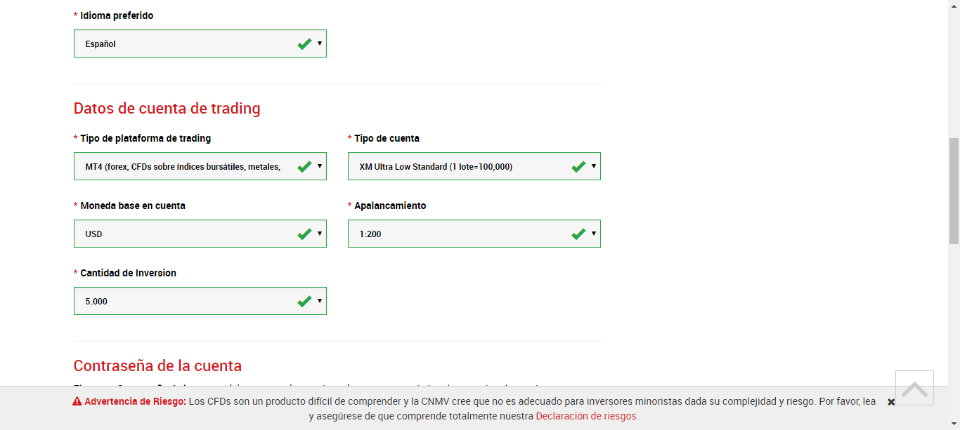 * Idioma preferido
Español
Datos de cuenta de trading
* Tipo de plataforma de trading
* Tipo de cuenta
MT4 (forex, CFDs sobre índices bursátiles, metales,
XM Ultra Low Standard (1 lote=100,000)
* Moneda base en cuenta
* Apalancamiento
USD
1:200
* Cantidad de Inversion
5.000
Contraseña de la cuenta
Advertencia de Riesgo: Los CFDs son un producto difícil de comprender y la CNMV cree que no es adecuado para inversores minoristas dada su complejidad y riesgo. Por favor, lea
y asegúrese de que comprende totalmente nuestra Declaración de riesgos.